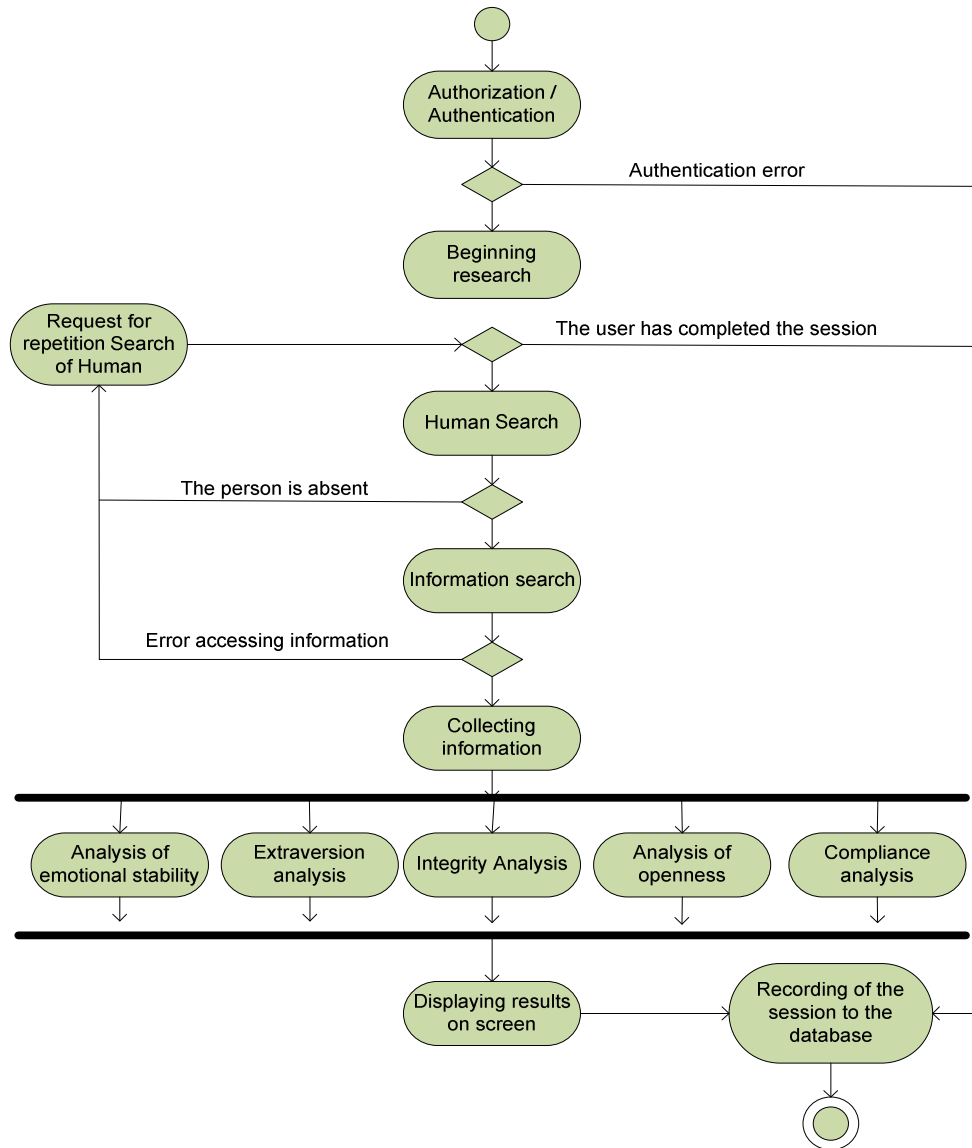 Authorization /
Authentication
Authentication error
Beginning
research
Request for
repetition Search
of Human
The user has completed the session
Human Search
The person is absent
Information search
Error accessing information
Collecting
information
Analysis of
emotional stability
Extraversion
analysis
Integrity Analysis
Analysis of
openness
Compliance
analysis
Displaying results
on screen
Recording of the
session to the
database